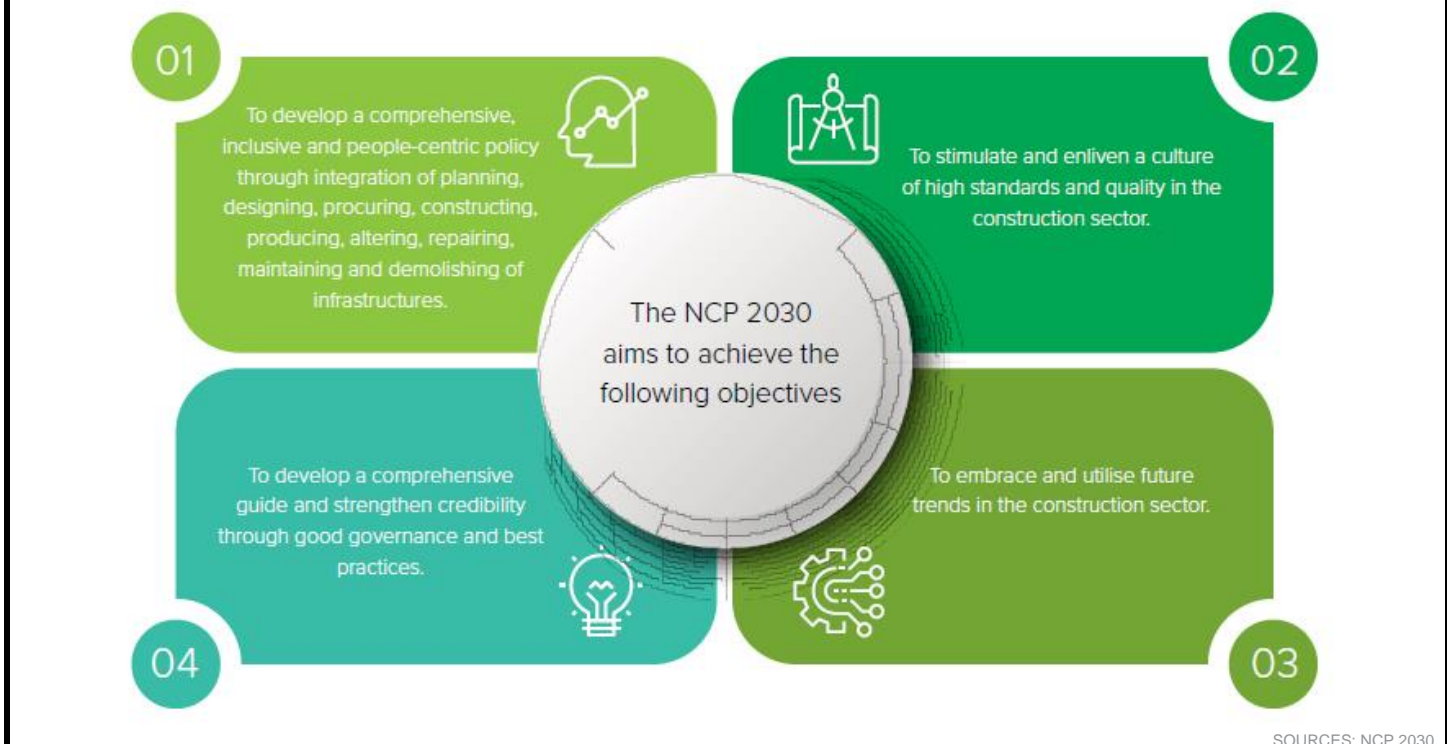 01
To develop a comprehensive,
inclusive and people-centric policy
through integration of planning,
designing, procuring, constructing,
producing, altering, repairing,
maintaining and demolishing of
infrastructures.
02
To stimulate and enliven a culture
of high standards and quality in the
construction sector.
The NCP 2030
aims to achieve the
following objectives
To embrace and utilise future
trends in the construction sector.
03
To develop a comprehensive
guide and strengthen credibility
through good governance and best
practices.
04
SOURCES: NCP 2030